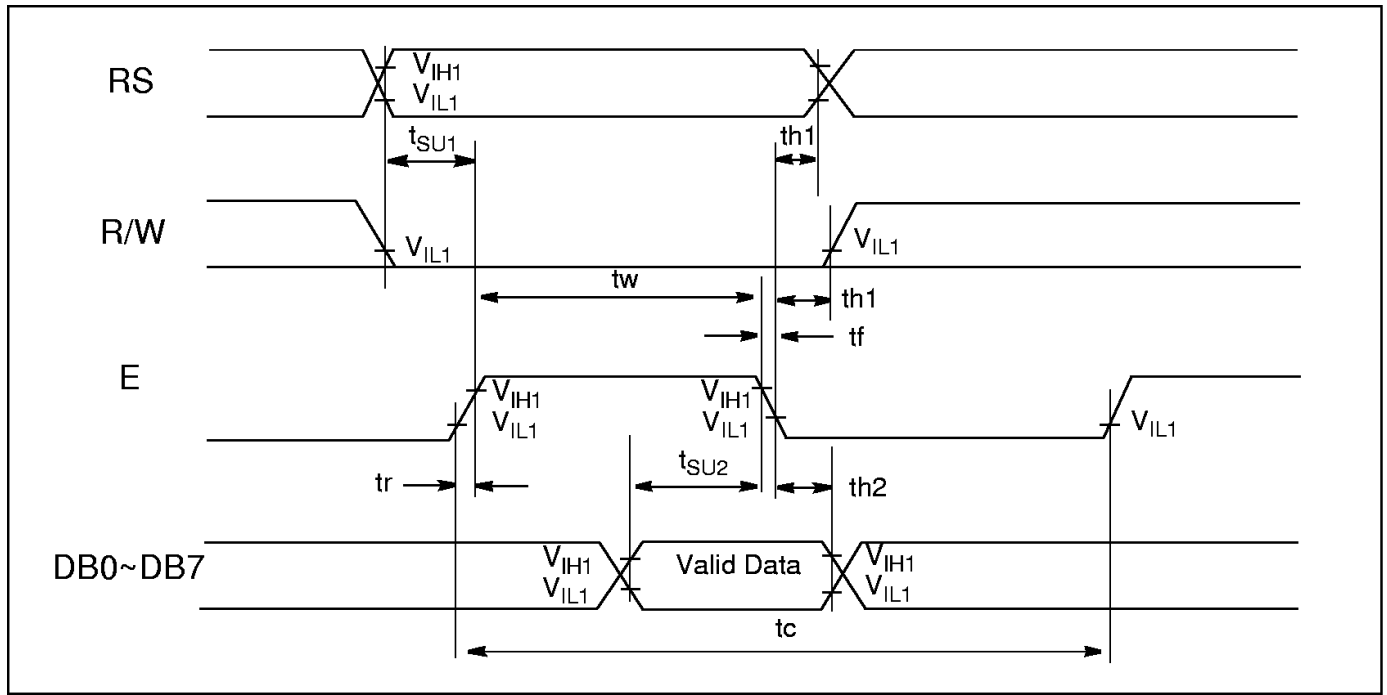 RS
VIH1
VIL1
tSU1
th1
R/W
VIL1
VIL1
tw
th1
tf
E
VIH1
VIL1
VIH1
VIL1
VIL1
tr
tSU2
th2
DB0~DB7
VIH1
VIL1
Valid Data
VIH1
VIL1
tc